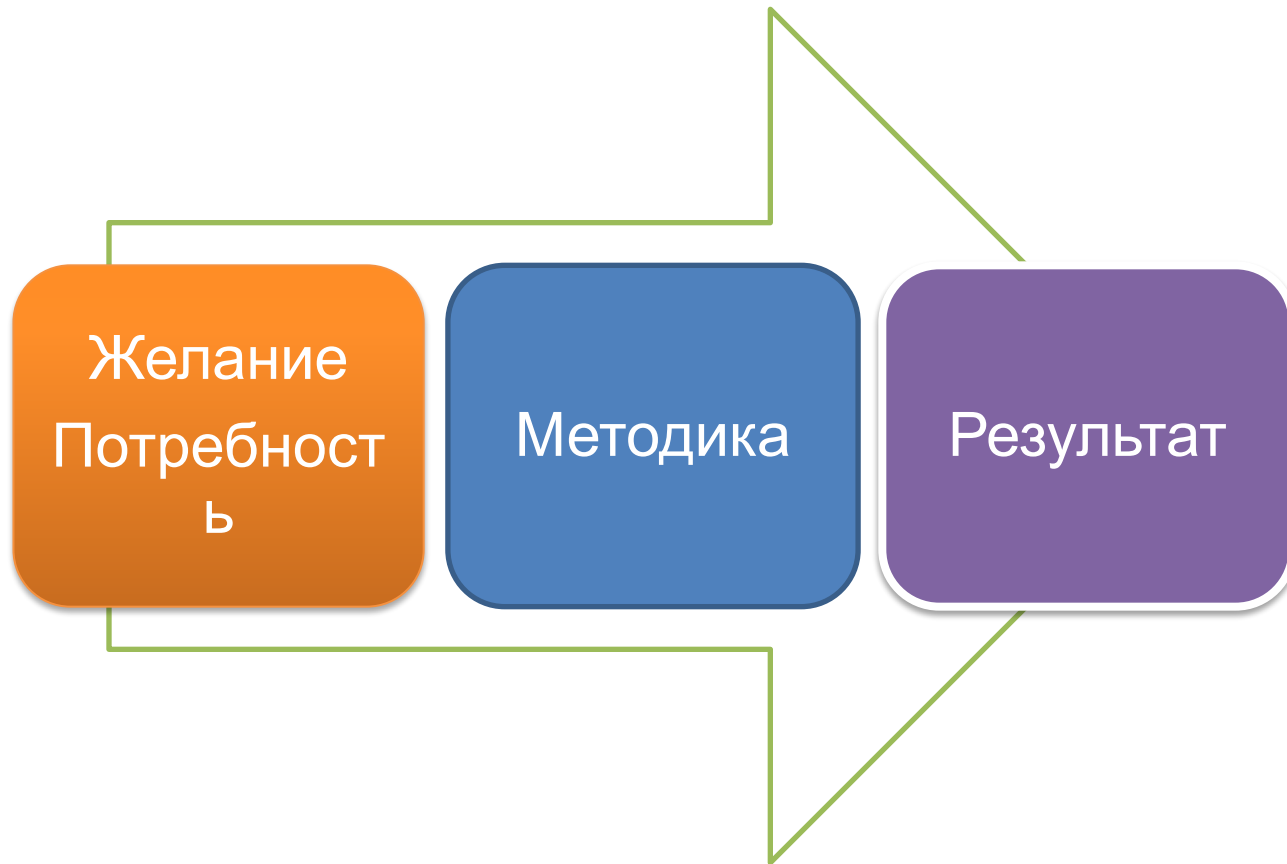 Желание
Потребност
ь
Методика
Результат